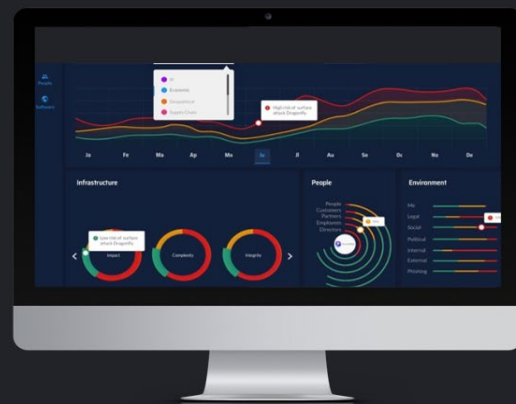 People
Software
Economic
Geopolitical
Supply Chain
High risk of surface
attack Dragonfly
Ja Fe Ma Ap Ma Ju Jl Au Se Oc No De
Infrastructure
Low risk of surface
attack Dragonfly
Impact
Complexity
Integrity
People
People
Customers
Partners
Employees
Directors
Environment
Me
Legal
Social
Political
Internal
External
Phishing